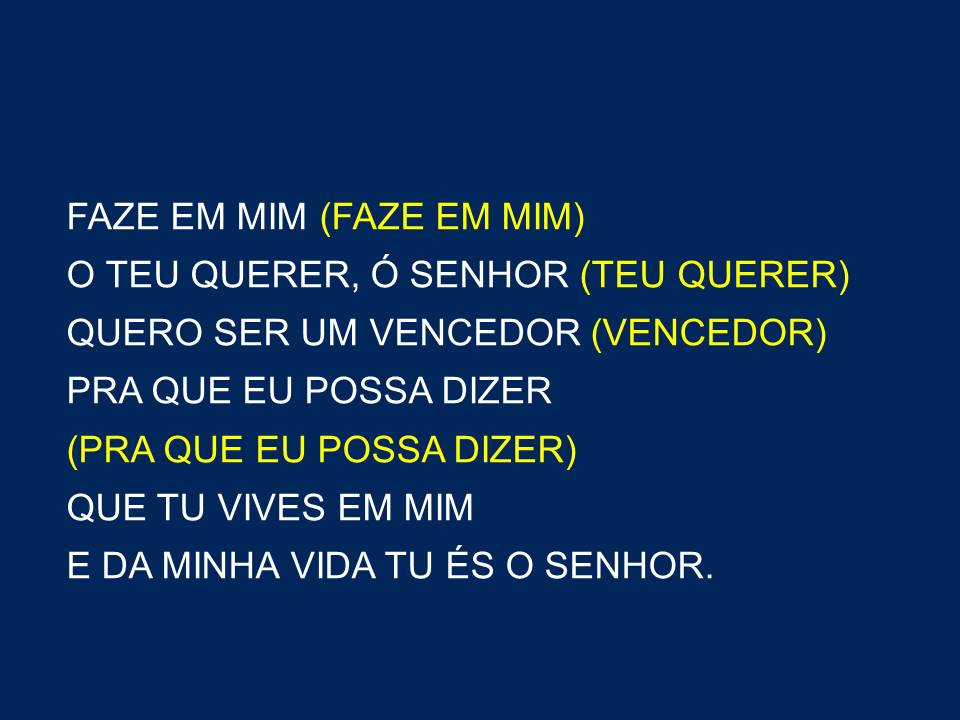 FAZE EM MIM (FAZE EM MIM)
O TEU QUERER, Ó SENHOR (TEU QUERER)
QUERO SER UM VENCEDOR (VENCEDOR)
PRA QUE EU POSSA DIZER
(PRA QUE EU POSSA DIZER)
QUE TU VIVES EM MIM
E DA MINHA VIDA TU ÉS O SENHOR.